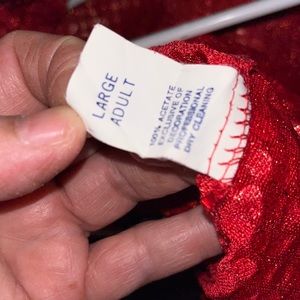 LARGE
ADULT
100% ACETATE
EXCLUSIVE OF
DECORATION
PROFESSIONAL
DRY CLEANING